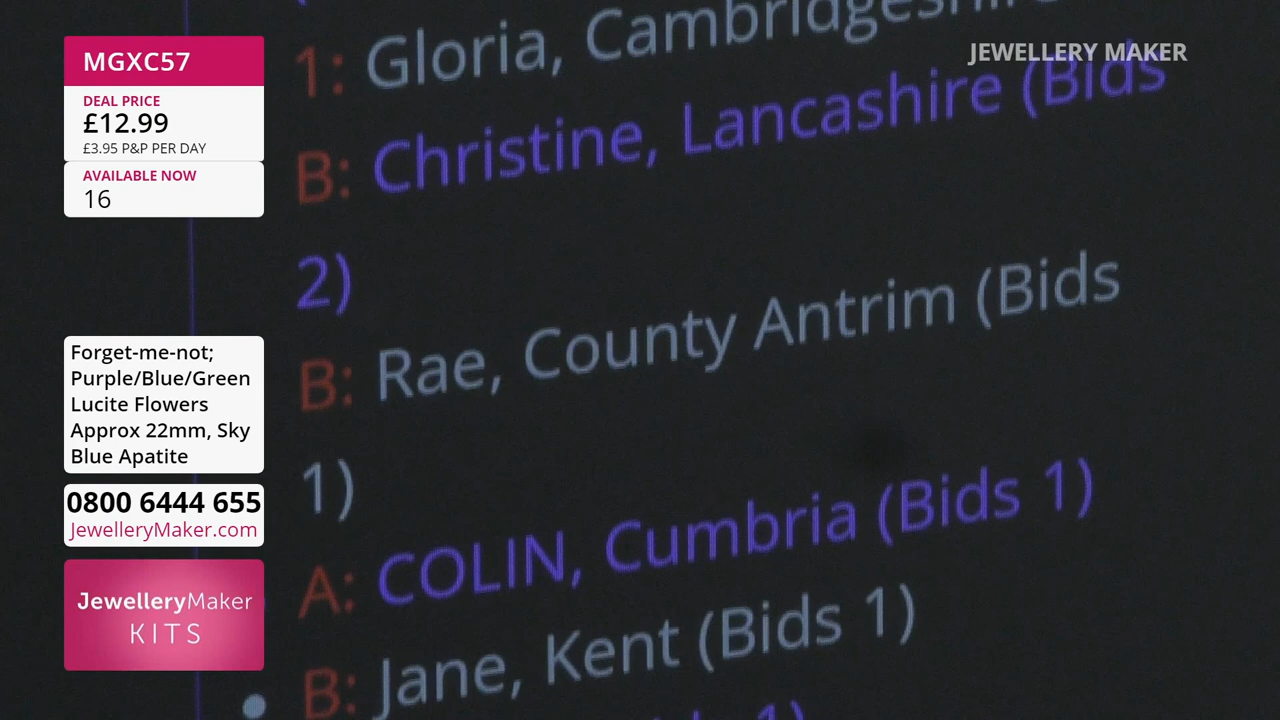 MGXC57
DEAL PRICE
£12.99
£3.95 P&P PER DAY
AVAILABLE NOW
16
Forget-me-not;
Purple/Blue/Green
Lucite Flowers
Approx 22mm, Sky
Blue Apatite
0800 6444 655
JewelleryMaker.com
JewelleryMaker
KITS
JEWELLERY MAKER
1: Gloria, Cambridgeshire
B: Christine, Lancashire (Bids
2)
B: Rae, County Antrim (Bids
1)
A: COLIN, Cumbria (Bids 1)
B: Jane, Kent (Bids 1)